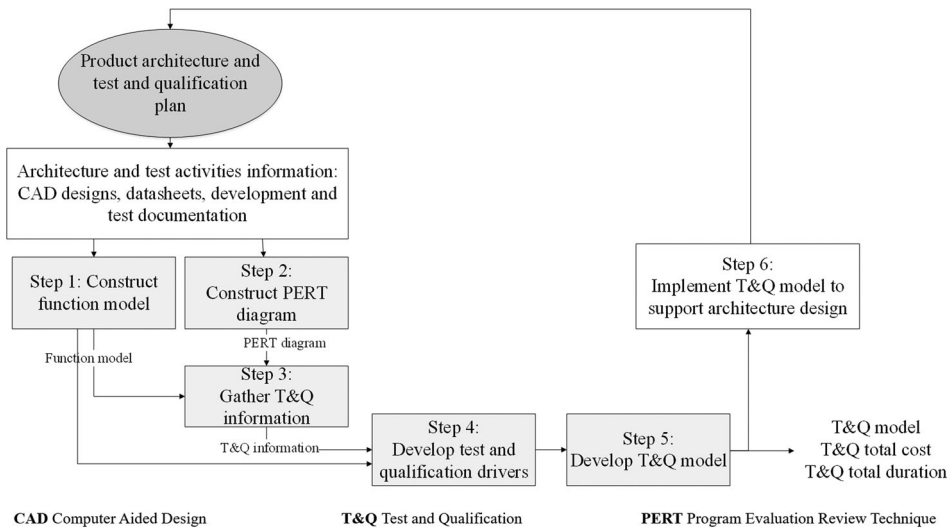 Product architecture and
test and qualification
plan
Architecture and test activities information:
CAD designs, datasheets, development and
test documentation
Step 1: Construct
function model
Step 2:
Construct PERT
diagram
Function model
PERT diagram
Step 3:
Gather T&Q
information
T&Q information
Step 4:
Develop test and
qualification drivers
Step 5:
Develop T&Q model
Step 6:
Implement T&Q model to
support architecture design
T&Q model
T&Q total cost
T&Q total duration
CAD Computer Aided Design
T&Q Test and Qualification
PERT Program Evaluation Review Technique